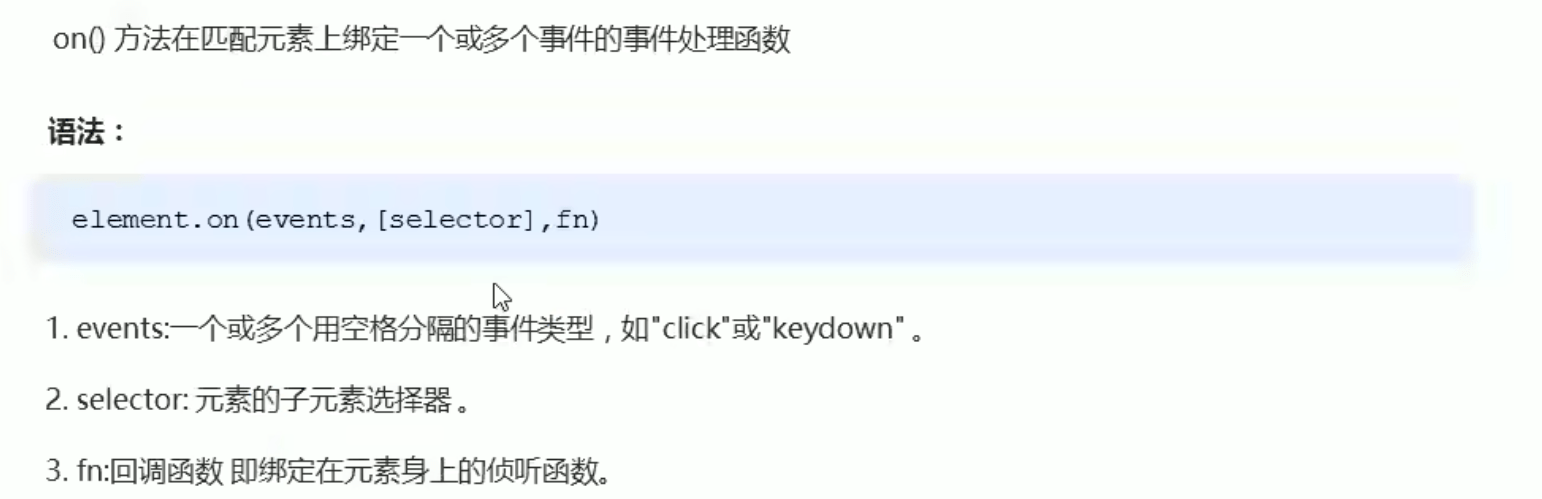 on() 方法在匹配元素上绑定一个或多个事件的事件处理函数
语法：
element.on(events,[selector],fn)
1. events:一个或多个用空格分隔的事件类型，如"click"或"keydown" 。
2. selector: 元素的子元素选择器 。
3. fn:回调函数 即绑定在元素身上的侦听函数。